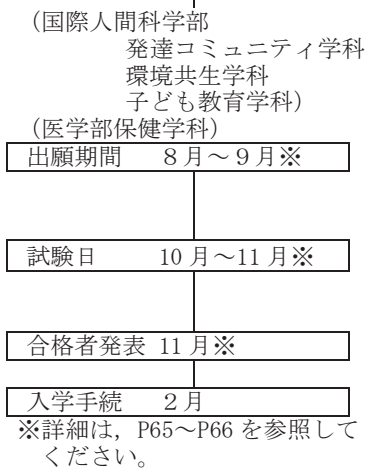 （国際人間科学部
発達コミュニティ学科
環境共生学科
子ども教育学科）
（医学部保健学科）
出願期間　８月～９月※
試験日　10月～11月※
合格者発表 11月※
入学手続　２月
※詳細は，P65～P66を参照して
ください。